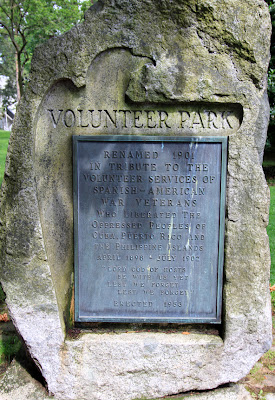 VOLUNTEER PARK
RENAMED 1901
IN TRIBUTE TO THE
VOLUNTEER SERVICES OF
SPANISH-AMERICAN
WAR VETERANS
WHO LIBERATED THE
OPPRESSED PEOPLES OF
CUBA, PUERTO RICO AND
THE PHILIPPINE ISLANDS
APRIL 1898 - JULY 1902
LORD GOD OF HOSTS
BE WITH US YET
LEST WE FORGET
LEST WE FORGET
ERECTED 1953